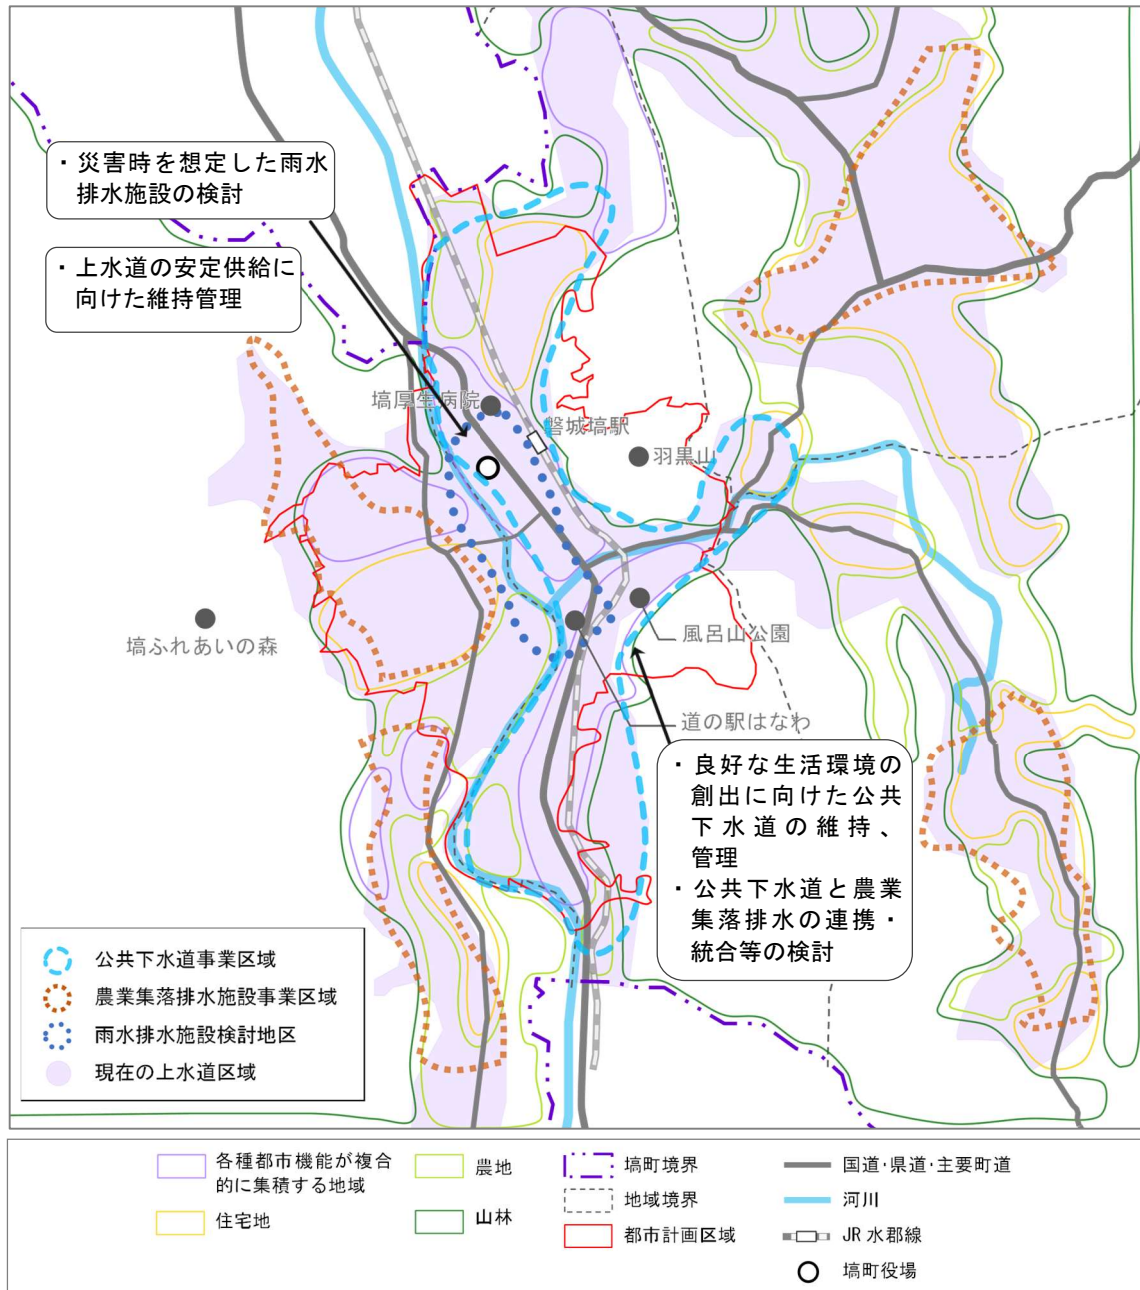 ・災害時を想定した雨水
排水施設の検討
・上水道の安定供給に
向けた維持管理
塙厚生病院
磐城塙駅
羽黒山
塙ふれあいの森
風呂山公園
道の駅はなわ
・良好な生活環境の
創出に向けた公共
下水道の維持、
管理
・公共下水道と農業
集落排水の連携・
統合等の検討
公共下水道事業区域
農業集落排水施設事業区域
雨水排水施設検討地区
現在の上水道区域
各種都市機能が複合
的に集積する地域
住宅地
農地
山林
塙町境界
地域境界
都市計画区域
国道・県道・主要町道
河川
JR 水郡線
塙町役場